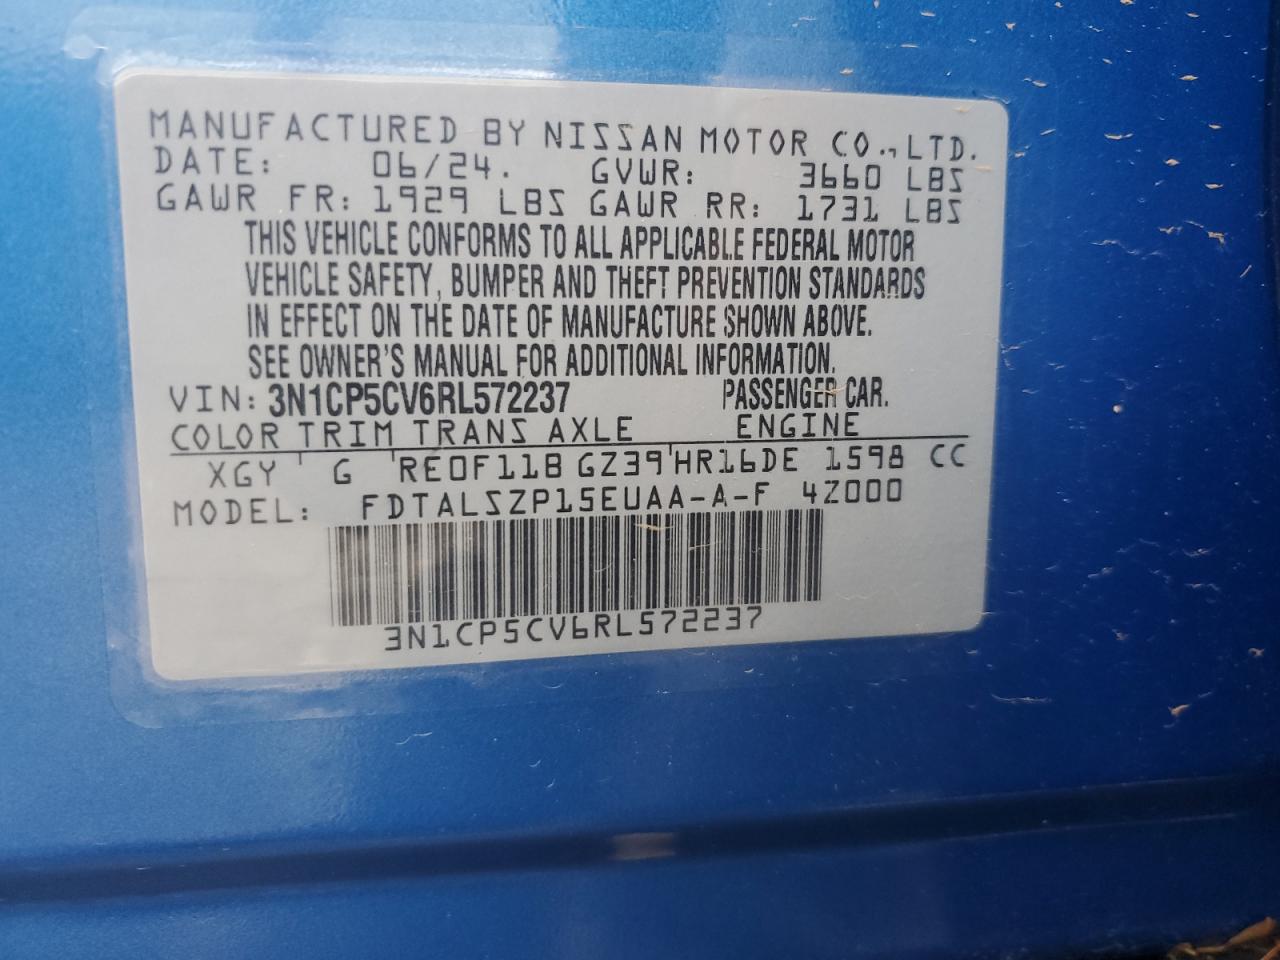 MANUFACTURED BY NISSAN MOTOR CO., LTD.
DATE: 06/24. GVWR: 3660 LBS
GAWR FR: 1929 LBS GAWR RR: 1731 LBS
THIS VEHICLE CONFORMS TO ALL APPLICABLE FEDERAL MOTOR
VEHICLE SAFETY, BUMPER AND THEFT PREVENTION STANDARDS
IN EFFECT ON THE DATE OF MANUFACTURE SHOWN ABOVE.
SEE OWNER'S MANUAL FOR ADDITIONAL INFORMATION.
VIN: 3N1CP5CV6RL572237 PASSENGER CAR.
COLOR TRIM TRANS AXLE ENGINE
XGY G RE0F11B GZ39 HR16DE 1598 CC
MODEL: FDTALSZP15EUAA-A-F 4Z000
3N1CP5CV6RL572237